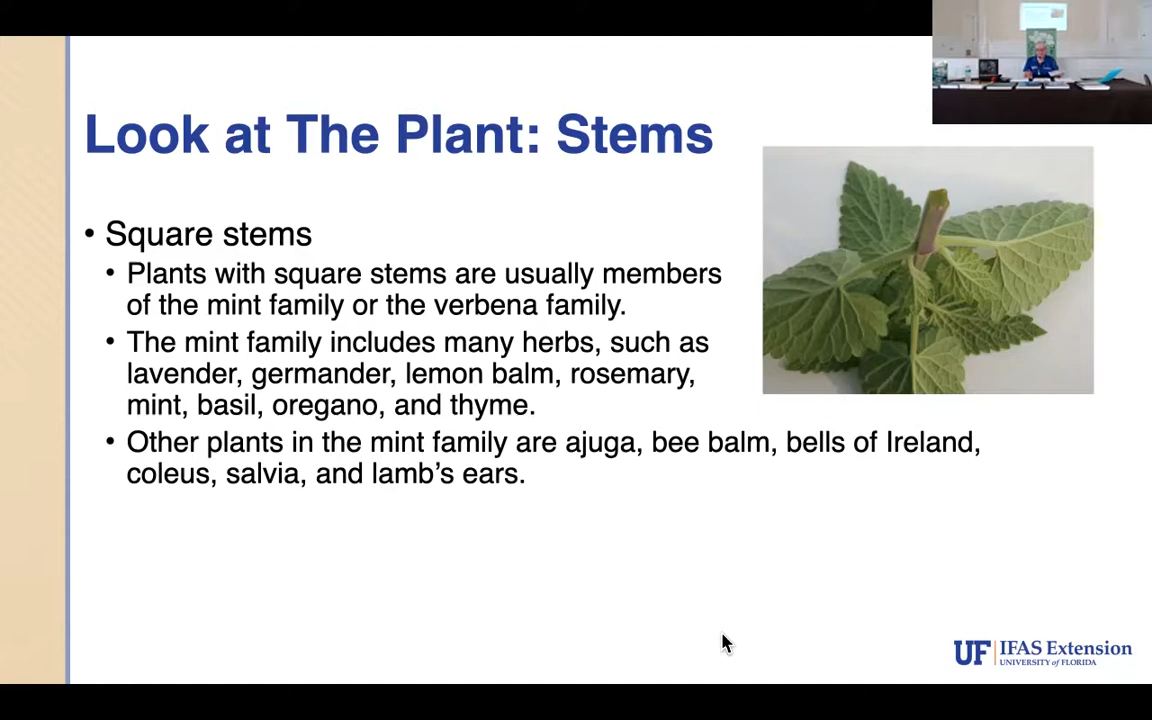 Look at The Plant: Stems
• Square stems
• Plants with square stems are usually members
of the mint family or the verbena family.
• The mint family includes many herbs, such as
lavender, germander, lemon balm, rosemary,
mint, basil, oregano, and thyme.
• Other plants in the mint family are ajuga, bee balm, bells of Ireland,
coleus, salvia, and lamb’s ears.
UF IFAS Extension
UNIVERSITY of FLORIDA